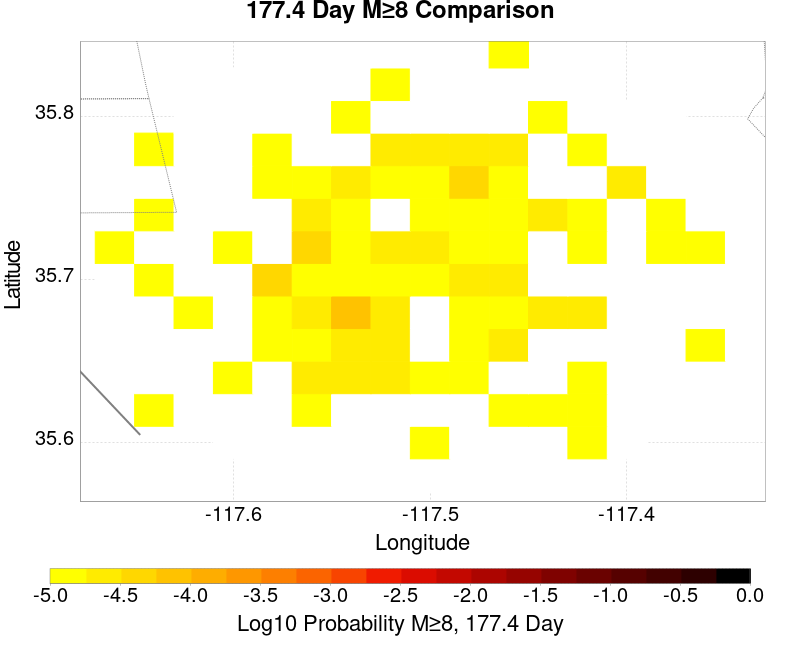 177.4 Day M≥8 Comparison
35.8
35.7
35.6
Latitude
-117.6 -117.5 -117.4
Longitude
-5.0 -4.5 -4.0 -3.5 -3.0 -2.5 -2.0 -1.5 -1.0 -0.5 0.0
Log10 Probability M≥8, 177.4 Day